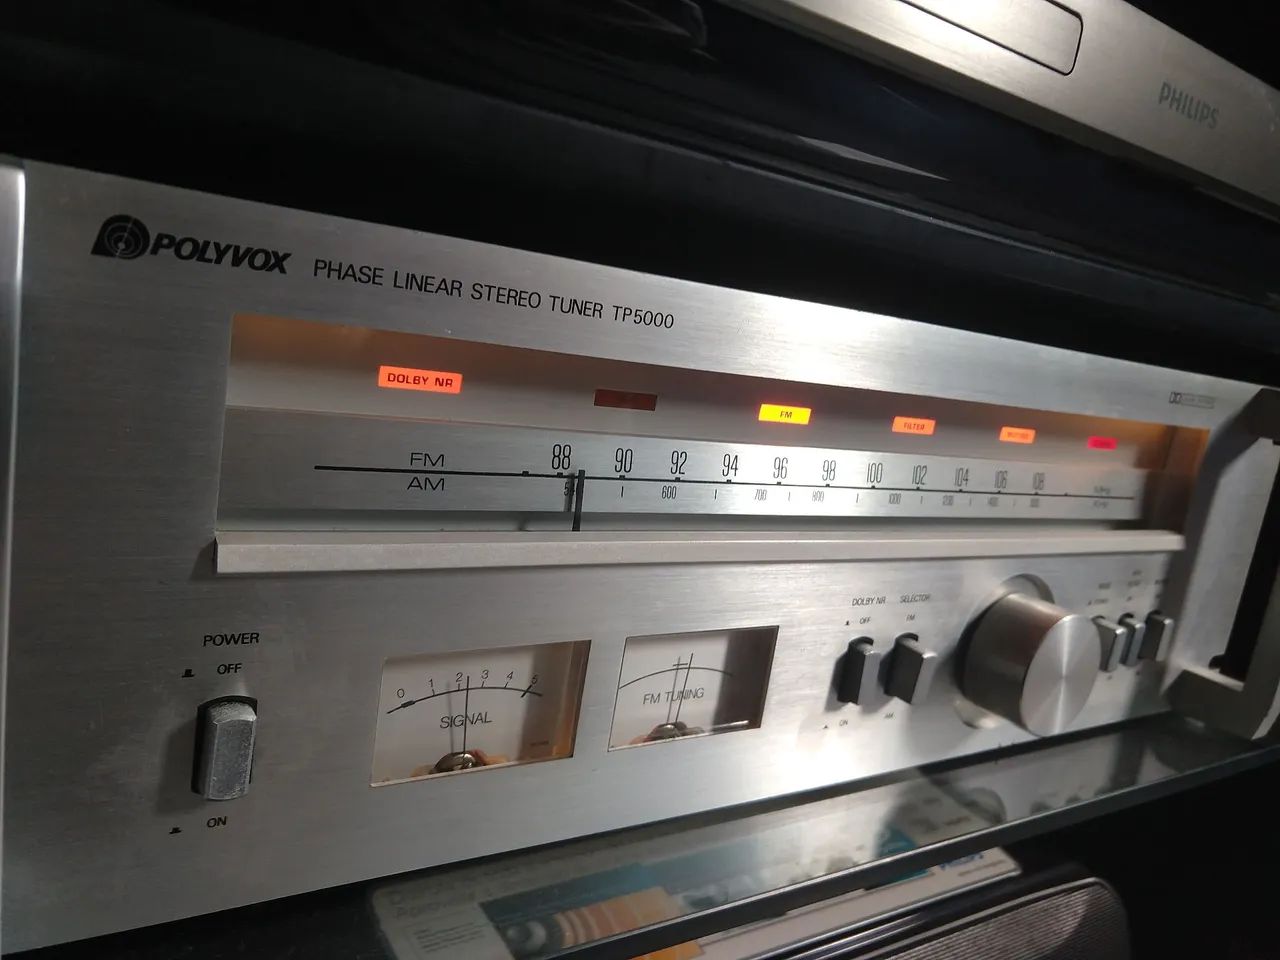 PHILIPS
POLYVOX PHASE LINEAR STEREO TUNER TP5000
DOLBY NR FM FILTER
FM 88 90 92 94 96 98 100 102 104 106 108 MHz
AM 600 700 800 1000 KHz
POWER
OFF
ON
0 1 2 3 4 5
SIGNAL
FM TUNING
DOLBY NR SELECTOR
OFF FM
ON AM